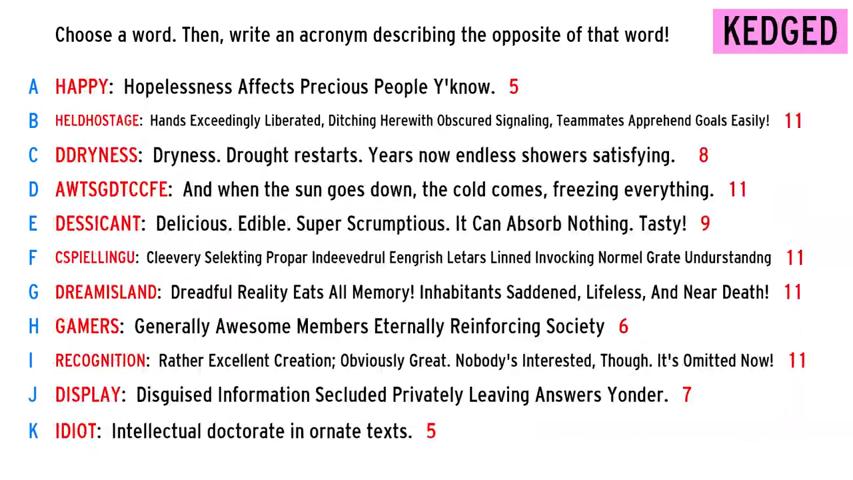 Choose a word. Then, write an acronym describing the opposite of that word!
KEDGED
A HAPPY: Hopelessness Affects Precious People Y'know. 5
B HELDHOSTAGE: Hands Exceedingly Liberated, Ditching Herewith Obscured Signaling, Teammates Apprehend Goals Easily! 11
C DDRYNESS: Dryness. Drought restarts. Years now endless showers satisfying. 8
D AWTSGDTCCFE: And when the sun goes down, the cold comes, freezing everything. 11
E DESSICANT: Delicious. Edible. Super Scrumptious. It Can Absorb Nothing. Tasty! 9
F CSPIELLINGU: Cleevery Selekting Propar Indeevedrul Eengrish Letars Linned Invocking Normel Grate Undurstandng 11
G DREAMISLAND: Dreadful Reality Eats All Memory! Inhabitants Saddened, Lifeless, And Near Death! 11
H GAMERS: Generally Awesome Members Eternally Reinforcing Society 6
I RECOGNITION: Rather Excellent Creation; Obviously Great. Nobody's Interested, Though. It's Omitted Now! 11
J DISPLAY: Disguised Information Secluded Privately Leaving Answers Yonder. 7
K IDIOT: Intellectual doctorate in ornate texts. 5